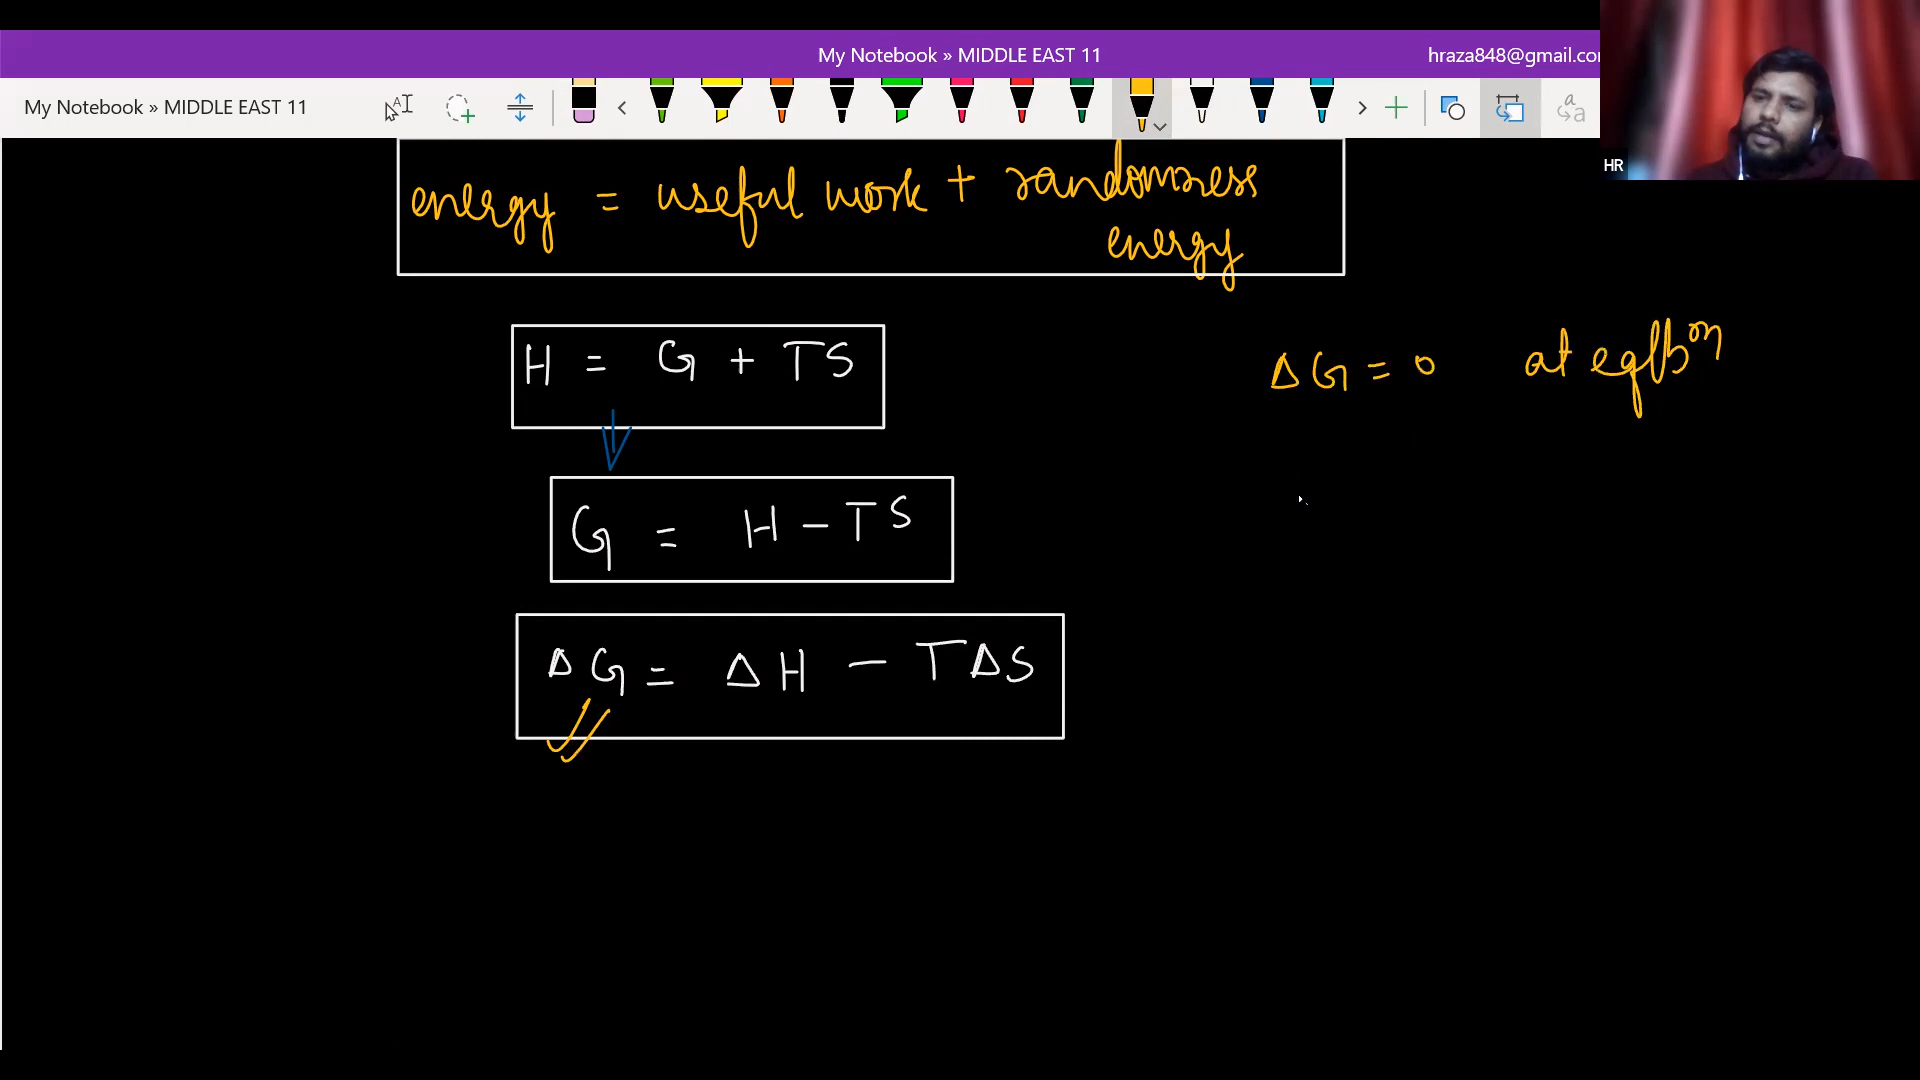 My Notebook » MIDDLE EAST 11
hraza848@gmail.co
My Notebook » MIDDLE EAST 11
HR
energy = useful work + randomness
energy
H = G + TS
ΔG = 0 at eqlbm
G = H - TS
ΔG = ΔH - TΔS